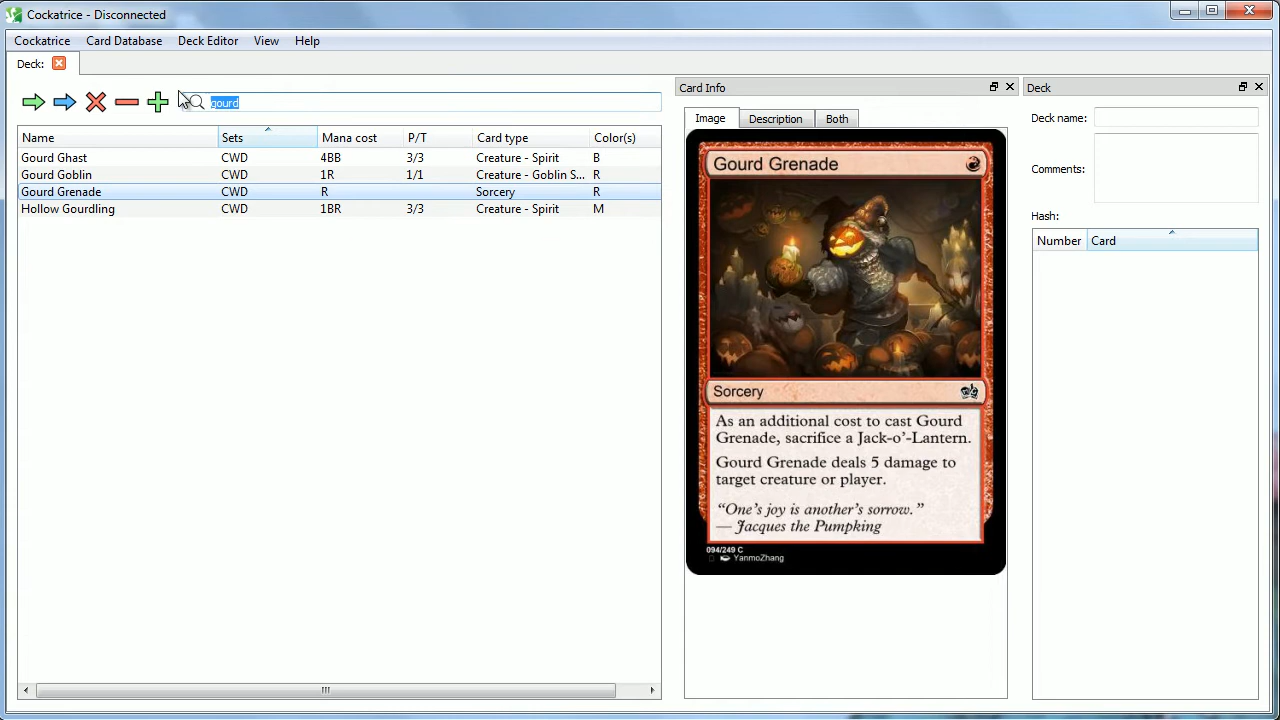 Cockatrice - Disconnected
Cockatrice Card Database Deck Editor View Help
Deck:
gourd
Name Sets Mana cost P/T Card type Color(s)
Gourd Ghast CWD 4BB 3/3 Creature - Spirit B
Gourd Goblin CWD 1R 1/1 Creature - Goblin S... R
Gourd Grenade CWD R Sorcery R
Hollow Gourdling CWD 1BR 3/3 Creature - Spirit M
Card Info
Image Description Both
Gourd Grenade
Sorcery
As an additional cost to cast Gourd
Grenade, sacrifice a Jack-o'-Lantern.
Gourd Grenade deals 5 damage to
target creature or player.
“One's joy is another's sorrow.”
— Jacques the Pumpking
094/249 C
YanmoZhang
Deck
Deck name:
Comments:
Hash:
Number Card